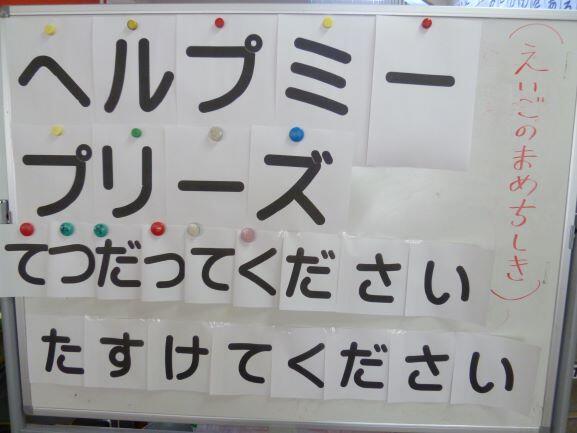 ヘルプミー
プリーズ
てつだってください
たすけてください
(えいごのまめちしき)